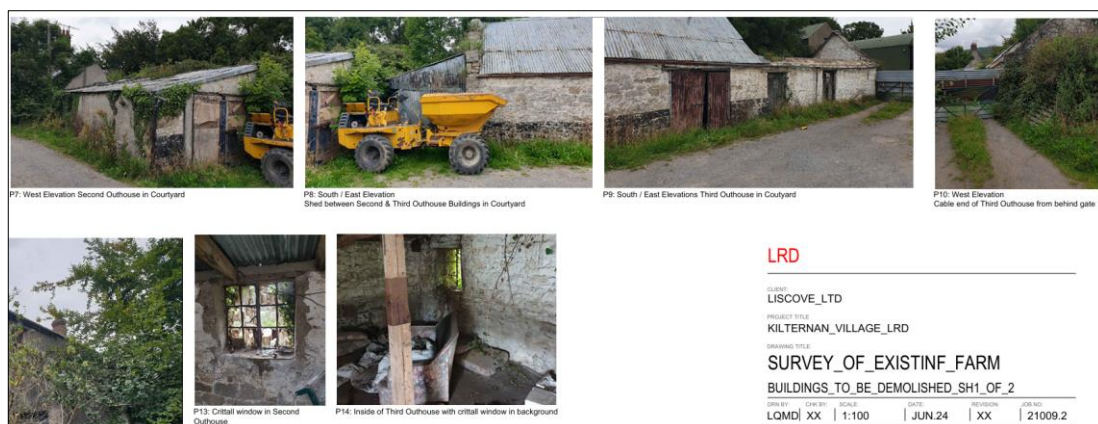 P7: West Elevation Second Outhouse in Courtyard
P8: South / East Elevation
Shed between Second & Third Outhouse Buildings in Courtyard
P9: South / East Elevations Third Outhouse in Coutyard
P10: West Elevation
Cable end of Third Outhouse from behind gate
P13: Crittall window in Second
Outhouse
P14: Inside of Third Outhouse with crittall window in background
LRD
CLIENT:
LISCOVE_LTD
PROJECT TITLE
KILTERNAN_VILLAGE_LRD
DRAWING TITLE:
SURVEY_OF_EXISTINF_FARM
BUILDINGS_TO_BE_DEMOLISHED_SH1_OF_2
DRN BY: CHK BY: SCALE: DATE: REVISION: JOB NO:
LQMD XX 1:100 JUN.24 XX 21009.2